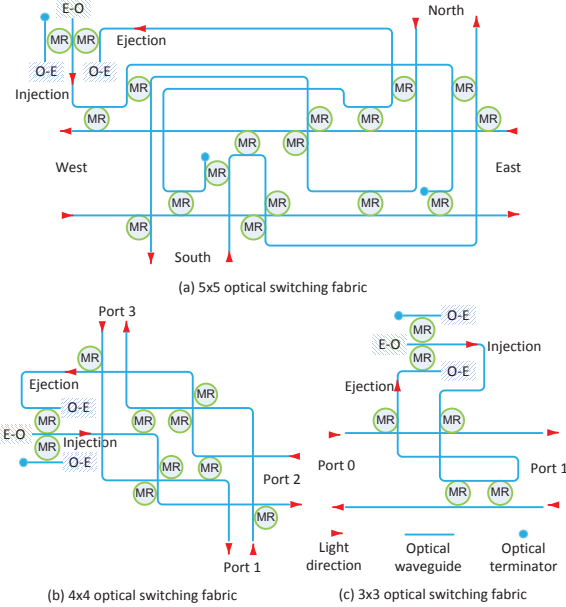 E-O
North
MR MR
Ejection
O-E O-E
Injection
MR MR MR
MR MR MR
MR MR
West
MR
East
MR
MR MR MR MR
MR MR
South
(a) 5x5 optical switching fabric
Port 3
O-E
MR
E-O
Injection
MR
MR
O-E
Ejection
Ejection
MR
O-E
MR
MR MR
MR MR
E-O
Injection
MR
O-E
MR MR
Port 0
Port 1
Port 2
MR
MR MR
MR
Port 1
Light
direction
Optical
waveguide
Optical
terminator
(b) 4x4 optical switching fabric
(c) 3x3 optical switching fabric